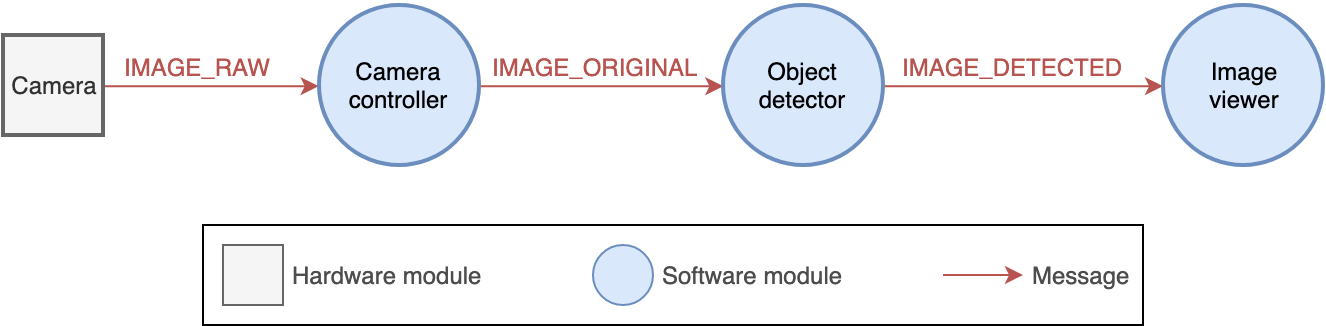 Camera
IMAGE_RAW
Camera
controller
IMAGE_ORIGINAL
Object
detector
IMAGE_DETECTED
Image
viewer
Hardware module
Software module
Message